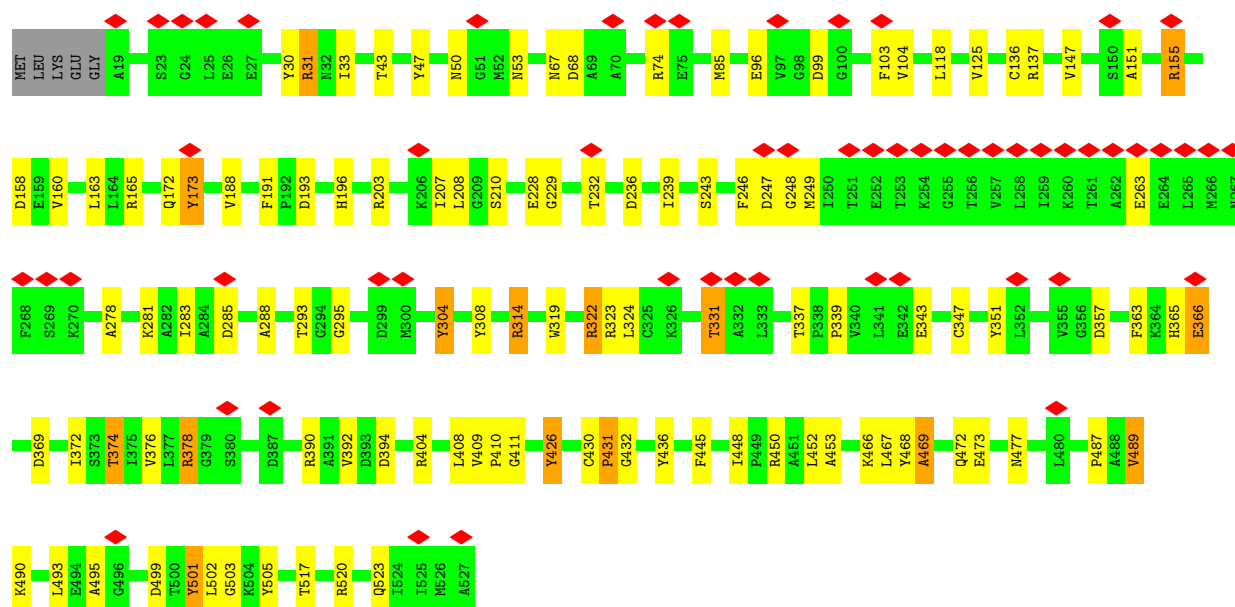 MET LEU LYS GLU GLY A19 S23 G24 L25 E26 E27 Y30 R31 N32 I33 T43 Y47 N50 G51 M52 N53 N67 D68 A69 A70 R74 E75 M85 E96 V97 G98 D99 G100 F103 V104 L118 V125 C136 R137 V147 S150 A151 R155
D158 E159 V160 L163 L164 R165 Q172 Y173 V188 F191 P192 D193 H196 R203 K206 I207 L208 G209 S210 E228 G229 T232 D236 I239 S243 F246 D247 G248 M249 I250 T251 E252 T253 K254 G255 T256 V257 L258 I259 K260 T261 A262 E263 E264 L265 M266 N267
F268 S269 K270 A278 K281 A282 I283 A284 D285 A288 T293 G294 G295 D299 M300 Y304 Y308 R314 W319 R322 R323 L324 C325 K326 T331 A332 L333 T337 P338 P339 V340 L341 E342 E343 C347 Y351 L352 V355 G356 D357 F363 K364 H365 E366
D369 I372 S373 T374 I375 V376 L377 R378 G379 S380 D387 R390 A391 V392 D393 D394 R404 L408 V409 P410 G411 Y426 C430 P431 G432 Y436 F445 I448 P449 R450 A451 L452 A453 K466 L467 Y468 A469 Q472 E473 N477 L480 P487 A488 V489
K490 L493 E494 A495 G496 D499 T500 Y501 L502 G503 K504 Y505 T517 R520 Q523 I524 I525 M526 A527